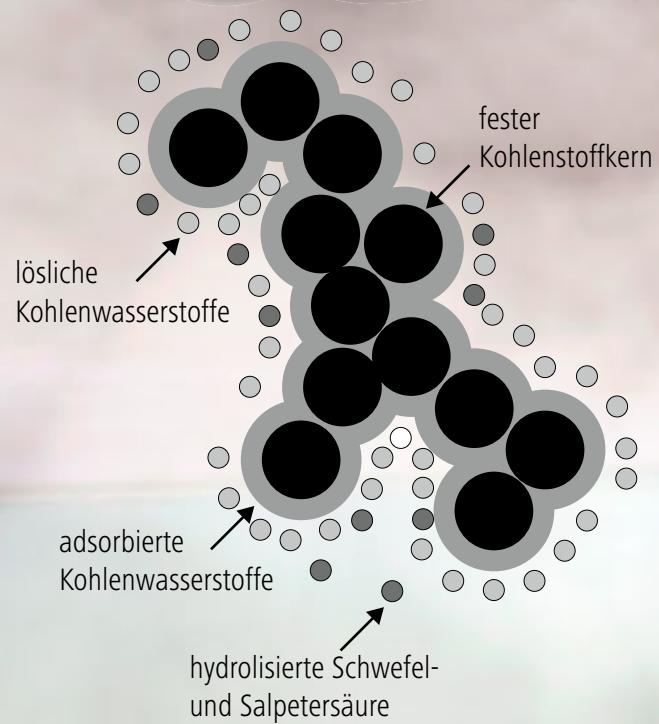 fester
Kohlenstoffkern
lösliche
Kohlenwasserstoffe
adsorbierte
Kohlenwasserstoffe
hydrolisierte Schwefel-
und Salpetersäure